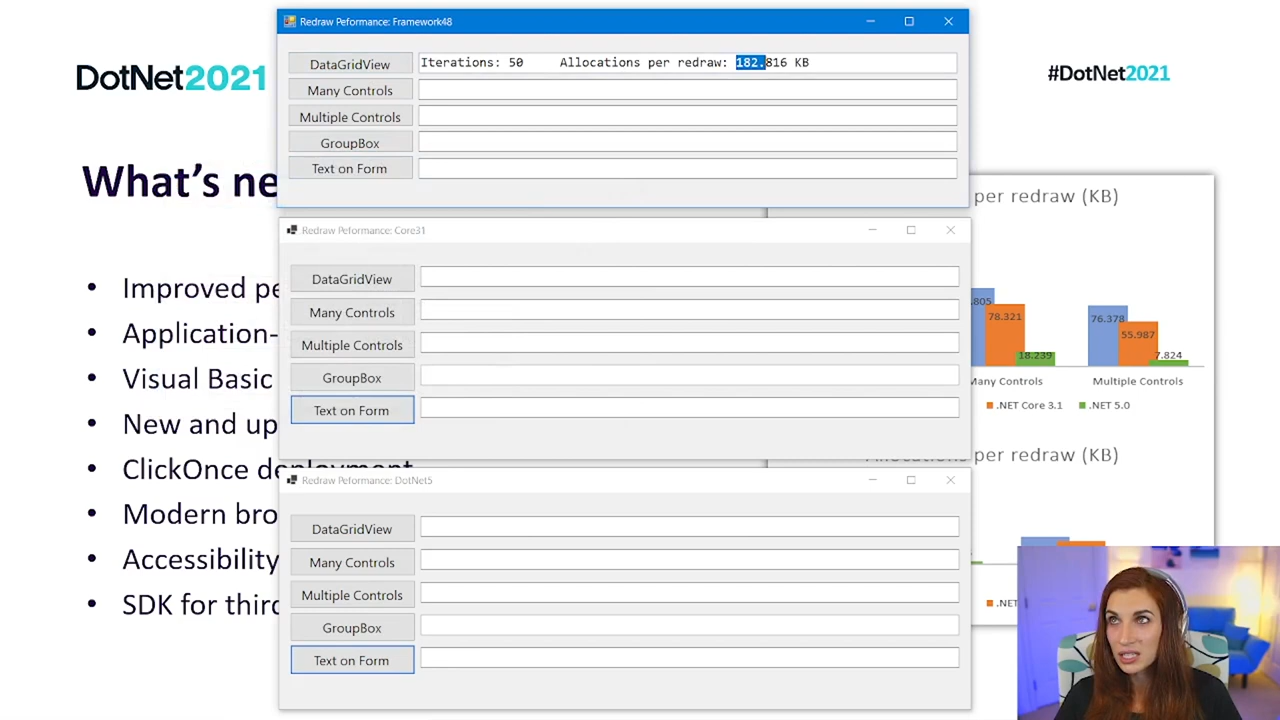 Redraw Peformance: Framework48
DataGridView
Iterations: 50 Allocations per redraw: 182.816 KB
Many Controls
Multiple Controls
GroupBox
Text on Form
DotNet2021
#DotNet2021
What's ne
Improved pe
Application-
Visual Basic
New and up
ClickOnce deployment
Modern bro
Accessibility
SDK for third
Redraw Peformance: Core31
DataGridView
Many Controls
Multiple Controls
GroupBox
Text on Form
Redraw Peformance: DotNet5
DataGridView
Many Controls
Multiple Controls
GroupBox
Text on Form
per redraw (KB)
.805
78.321
18.239
76.378
55.987
7.824
Many Controls
Multiple Controls
.NET Core 3.1
.NET 5.0
Allocations per redraw (KB)
.NET